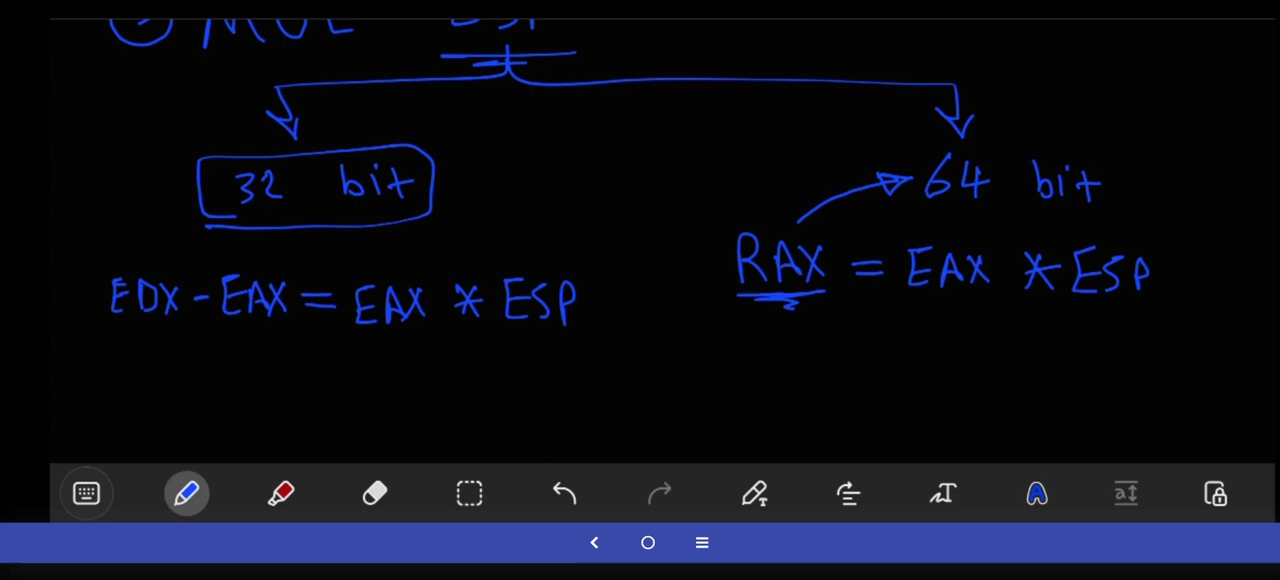 32 bit
64 bit
EDX - EAX = EAX * ESP
RAX = EAX * ESP